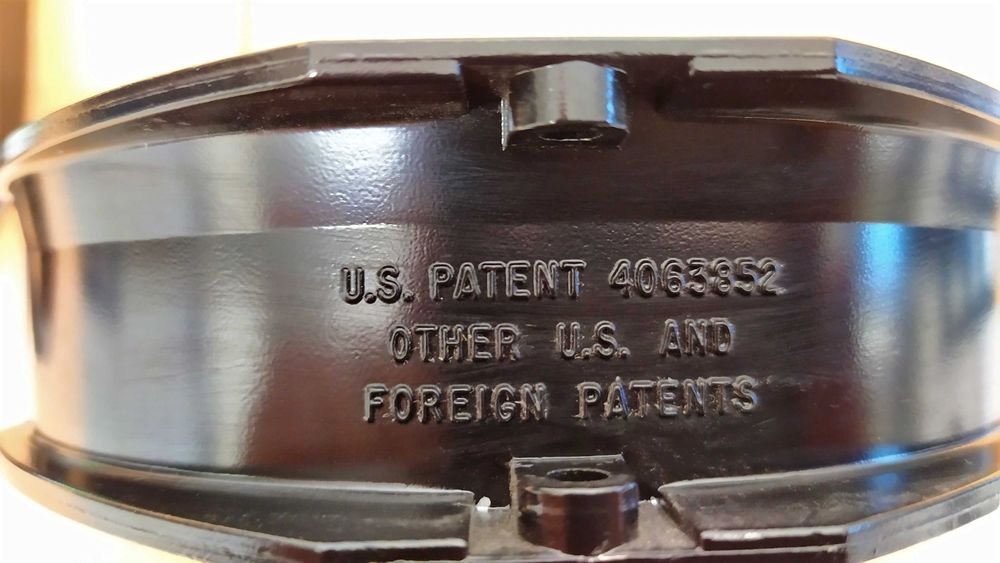 U.S. PATENT 4063852
OTHER U.S. AND
FOREIGN PATENTS